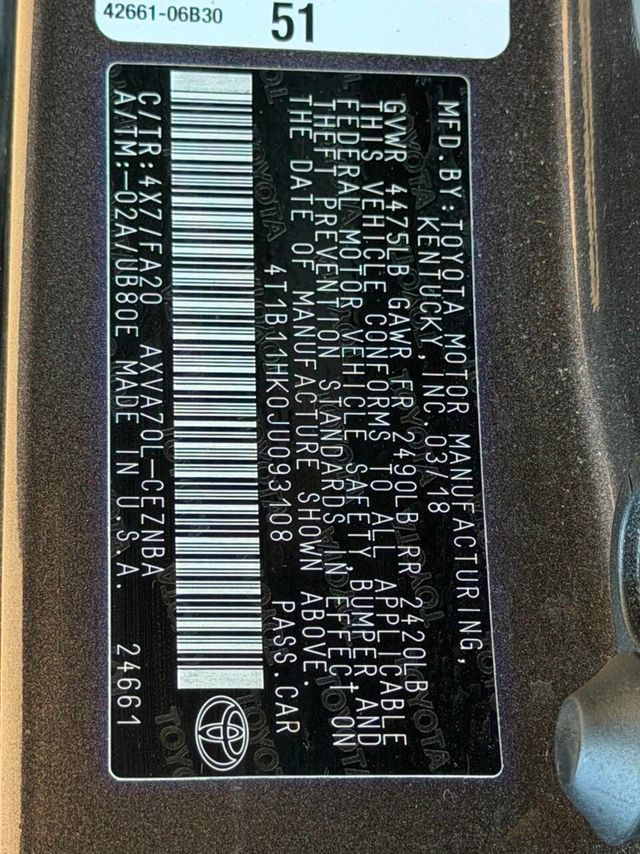 42661-06B30
51
MFD.BY:TOYOTA MOTOR MANUFACTURING,
KENTUCKY,INC.03/18
GVWR 4475LB GAWR FR 2490LB RR 2420LB
THIS VEHICLE CONFORMS TO ALL APPLICABLE
FEDERAL MOTOR VEHICLE SAFETY,BUMPER AND
THEFT PREVENTION STANDARDS IN EFFECT ON
THE DATE OF MANUFACTURE SHOWN ABOVE.
4T1B11HK0JU093108 PASS.CAR
C/TR:4X7/FA20 AXVA70L-CEZNBA
A/TM:-02A/UB80E MADE IN U.S.A. 24661